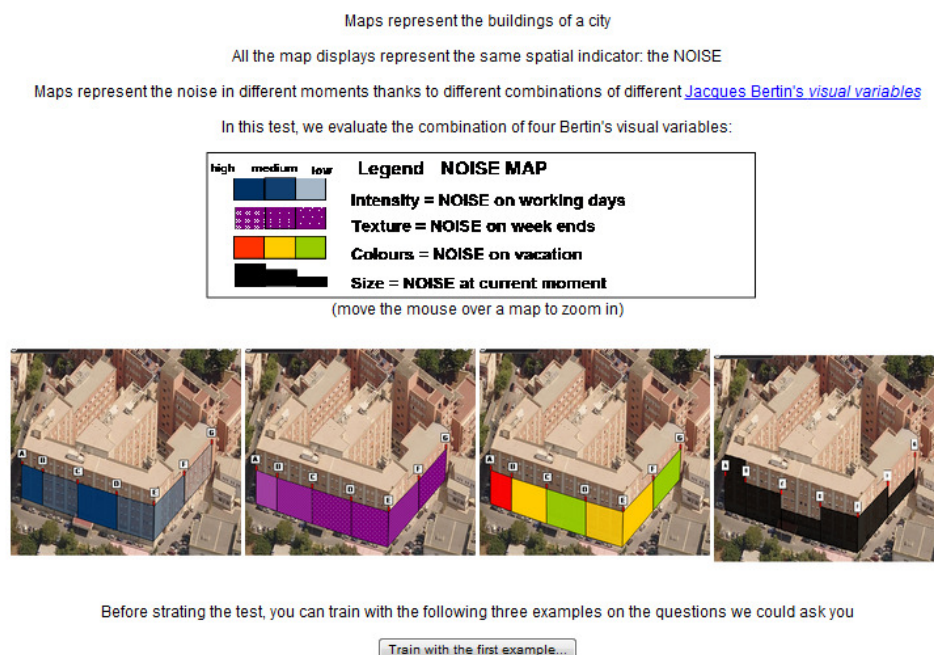 Maps represent the buildings of a city
All the map displays represent the same spatial indicator: the NOISE
Maps represent the noise in different moments thanks to different combinations of different Jacques Bertin's visual variables
In this test, we evaluate the combination of four Bertin's visual variables:
high medium low Legend NOISE MAP
Intensity = NOISE on working days
Texture = NOISE on week ends
Colours = NOISE on vacation
Size = NOISE at current moment
(move the mouse over a map to zoom in)
A B C D E F G
A B C D E F G
A B C D E F G
Before strating the test, you can train with the following three examples on the questions we could ask you
Train with the first example...